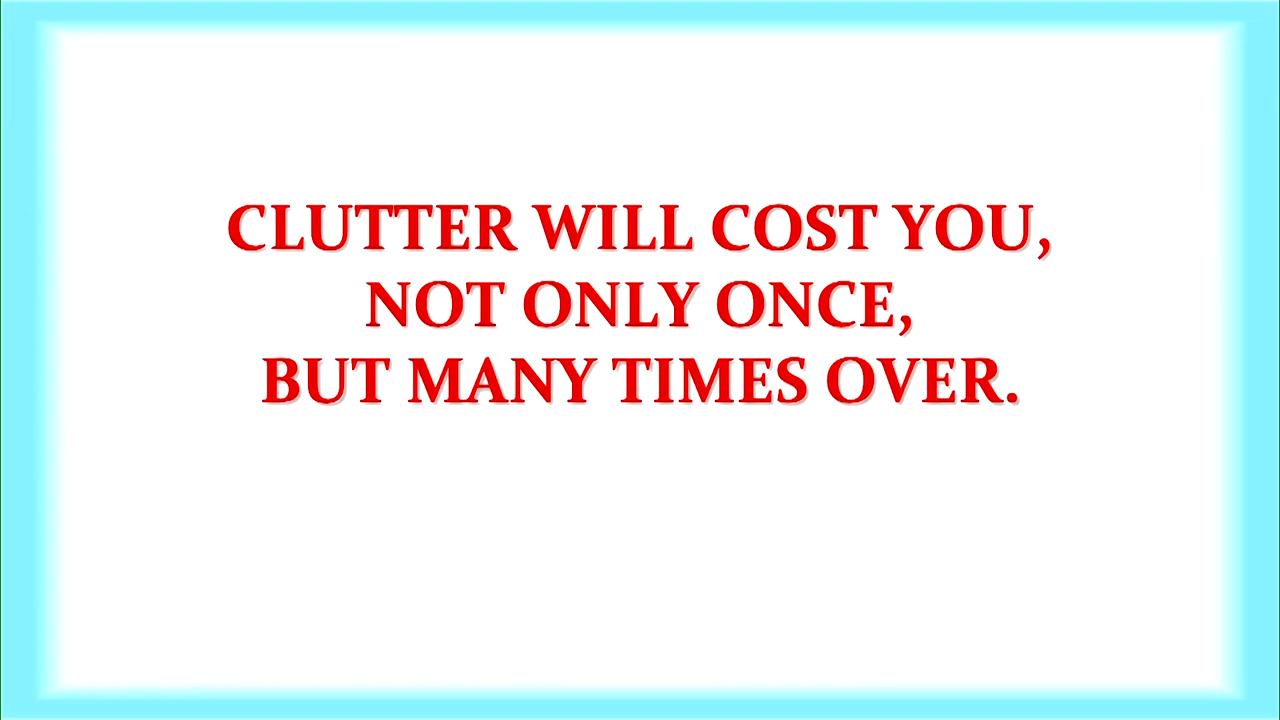 CLUTTER WILL COST YOU,
NOT ONLY ONCE,
BUT MANY TIMES OVER.